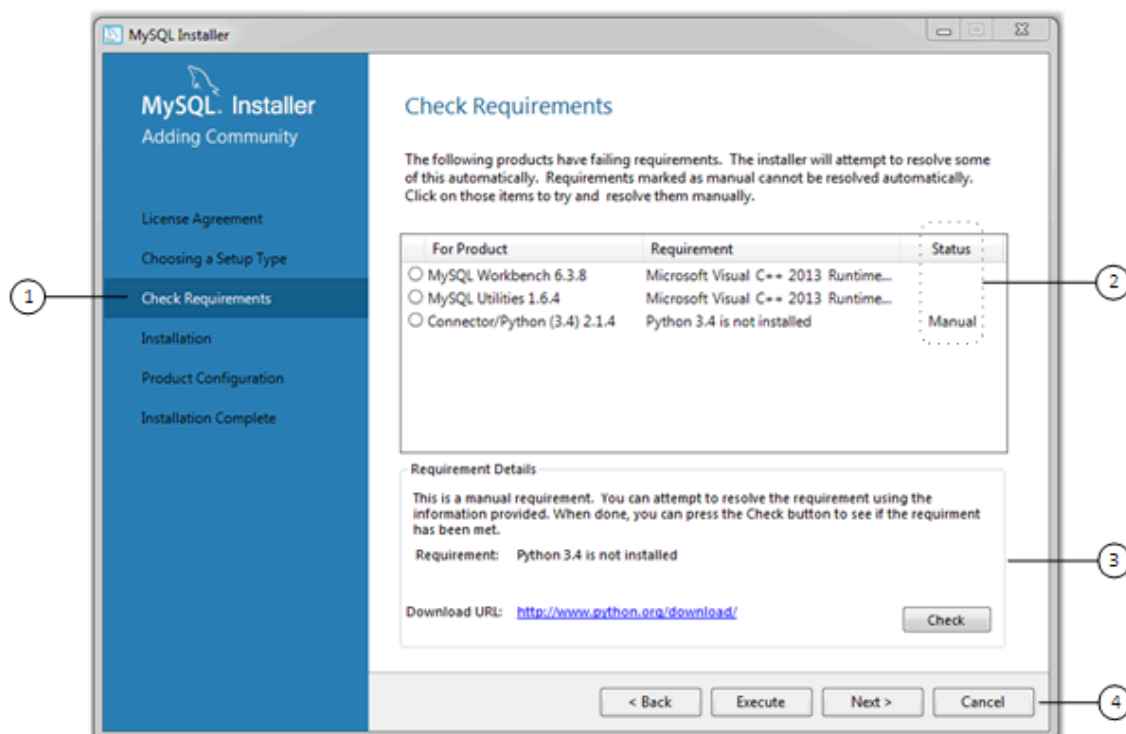 MySQL Installer
MySQL. Installer
Adding Community
License Agreement
Choosing a Setup Type
Check Requirements
Installation
Product Configuration
Installation Complete
Check Requirements
The following products have failing requirements. The installer will attempt to resolve some
of this automatically. Requirements marked as manual cannot be resolved automatically.
Click on those items to try and resolve them manually.
For Product Requirement Status
MySQL Workbench 6.3.8 Microsoft Visual C++ 2013 Runtime...
MySQL Utilities 1.6.4 Microsoft Visual C++ 2013 Runtime...
Connector/Python (3.4) 2.1.4 Python 3.4 is not installed Manual
Requirement Details
This is a manual requirement. You can attempt to resolve the requirement using the
information provided. When done, you can press the Check button to see if the requirment
has been met.
Requirement: Python 3.4 is not installed
Download URL: http://www.python.org/download/
Check
< Back Execute Next > Cancel
1
2
3
4